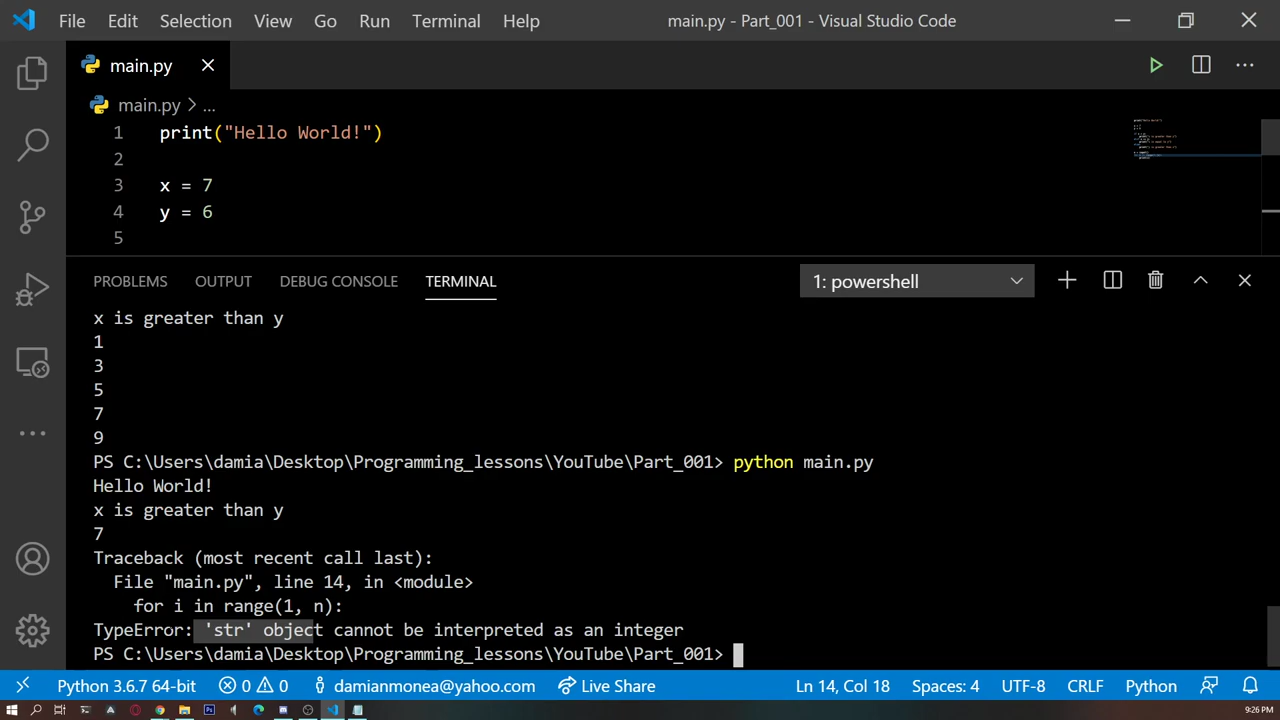 File Edit Selection View Go Run Terminal Help main.py - Part_001 - Visual Studio Code
main.py
main.py > ...
1 print("Hello World!")
2
3 x = 7
4 y = 6
5
PROBLEMS OUTPUT DEBUG CONSOLE TERMINAL 1: powershell
x is greater than y
1
3
5
7
9
PS C:\Users\damia\Desktop\Programming_lessons\YouTube\Part_001> python main.py
Hello World!
x is greater than y
7
Traceback (most recent call last):
  File "main.py", line 14, in <module>
    for i in range(1, n):
TypeError: 'str' object cannot be interpreted as an integer
PS C:\Users\damia\Desktop\Programming_lessons\YouTube\Part_001>
Python 3.6.7 64-bit 0 0 damianmonea@yahoo.com Live Share Ln 14, Col 18 Spaces: 4 UTF-8 CRLF Python
9:26 PM